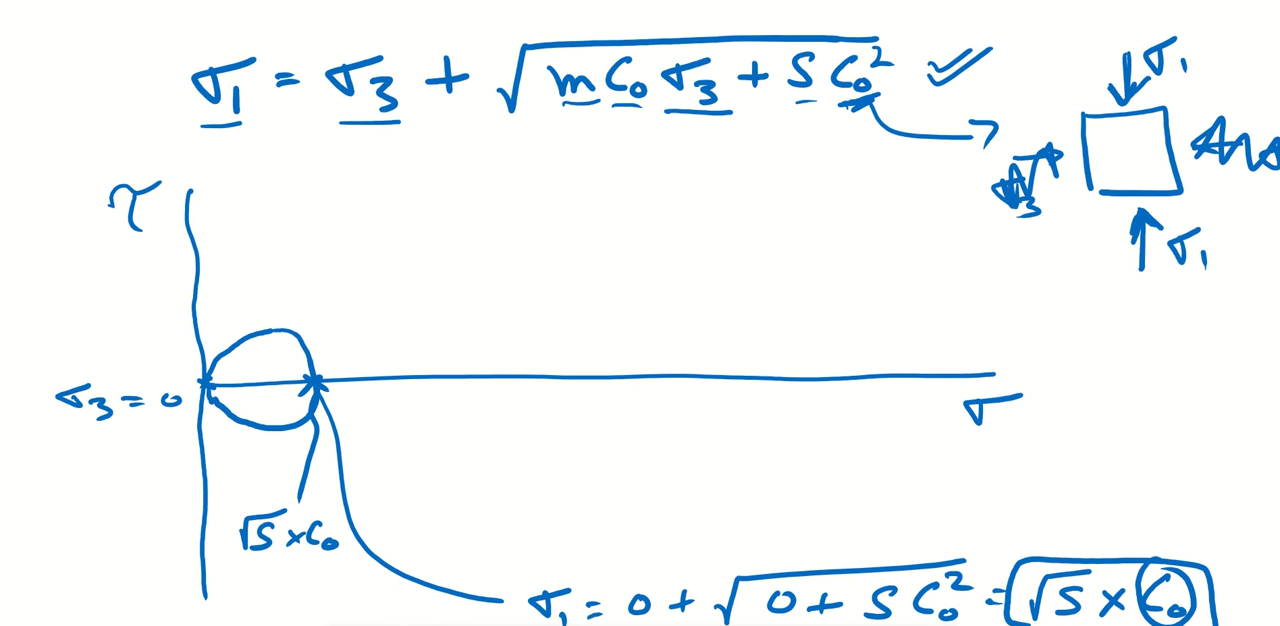 σ₁ = σ₃ + √(m C₀ σ₃ + S C₀²)
σ₁
σ₃
σ₁
τ
σ₃ = 0
σ
√S × C₀
σ₁ = 0 + √(0 + S C₀²) = √S × C₀